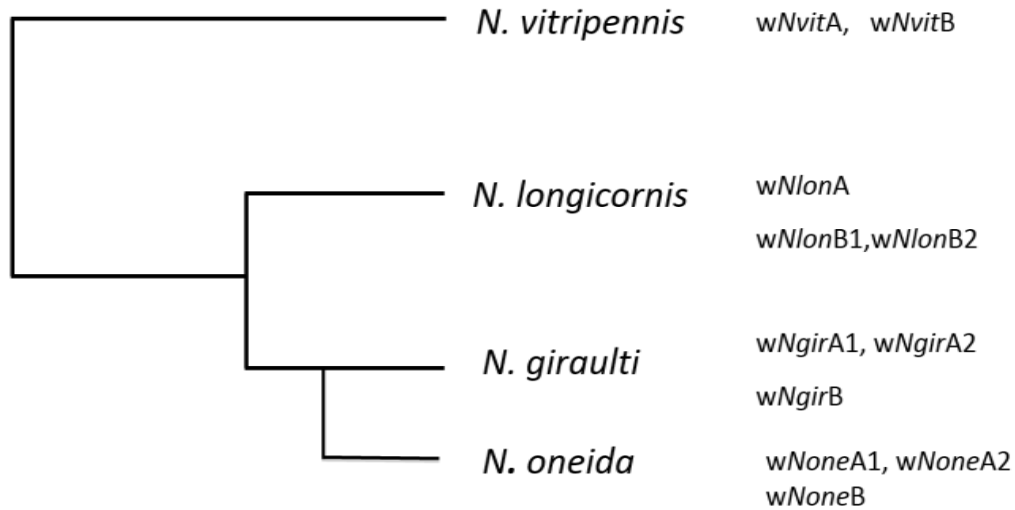 N. vitripennis wNvitA, wNvitB
N. longicornis wNlonA
wNlonB1,wNlonB2
N. giraulti wNgirA1, wNgirA2
wNgirB
N. oneida wNoneA1, wNoneA2
wNoneB